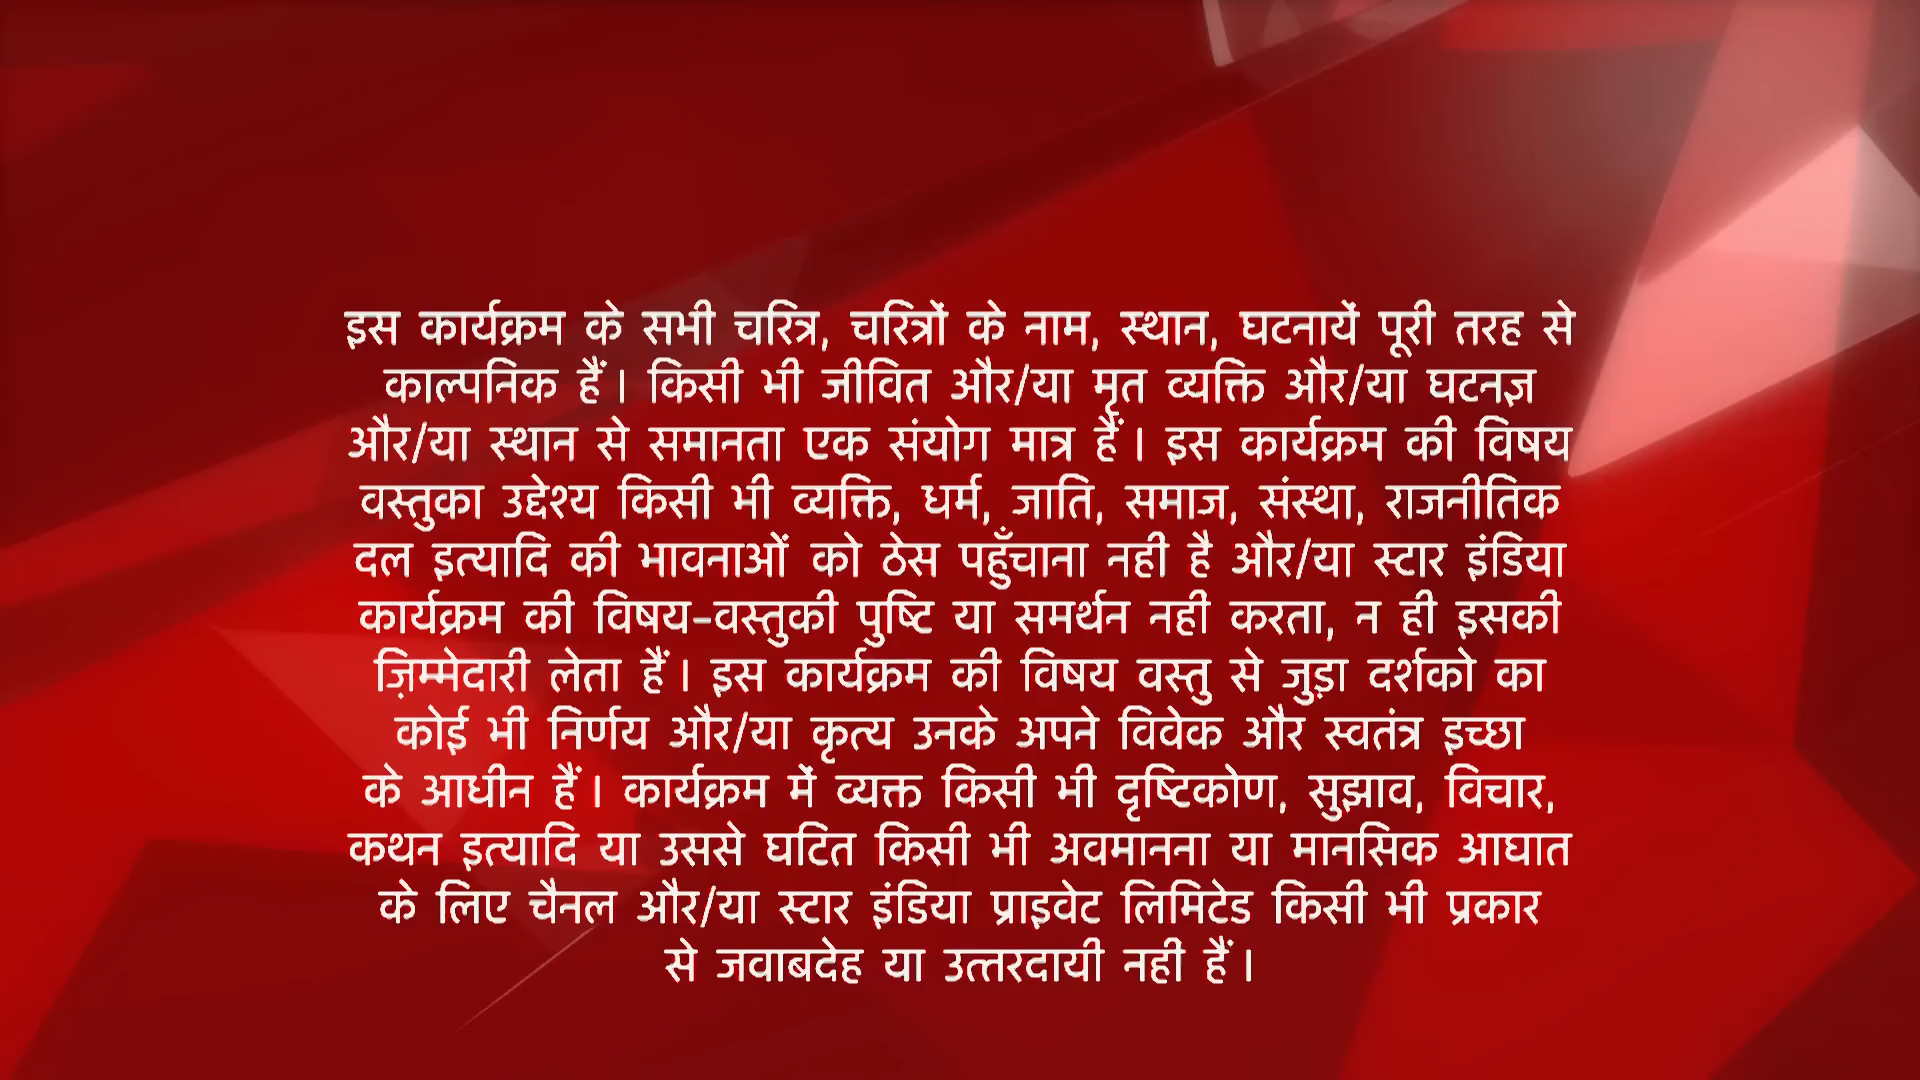 इस कार्यक्रम के सभी चरित्र, चरित्रों के नाम, स्थान, घटनायें पूरी तरह से
काल्पनिक हैं। किसी भी जीवित और/या मृत व्यक्ति और/या घटनज्ञ
और/या स्थान से समानता एक संयोग मात्र हैं। इस कार्यक्रम की विषय
वस्तुका उद्देश्य किसी भी व्यक्ति, धर्म, जाति, समाज, संस्था, राजनीतिक
दल इत्यादि की भावनाओं को ठेस पहुँचाना नही है और/या स्टार इंडिया
कार्यक्रम की विषय-वस्तुकी पुष्टि या समर्थन नही करता, न ही इसकी
ज़िम्मेदारी लेता हैं। इस कार्यक्रम की विषय वस्तु से जुड़ा दर्शको का
कोई भी निर्णय और/या कृत्य उनके अपने विवेक और स्वतंत्र इच्छा
के आधीन हैं। कार्यक्रम में व्यक्त किसी भी दृष्टिकोण, सुझाव, विचार,
कथन इत्यादि या उससे घटित किसी भी अवमानना या मानसिक आघात
के लिए चैनल और/या स्टार इंडिया प्राइवेट लिमिटेड किसी भी प्रकार
से जवाबदेह या उत्तरदायी नही हैं।